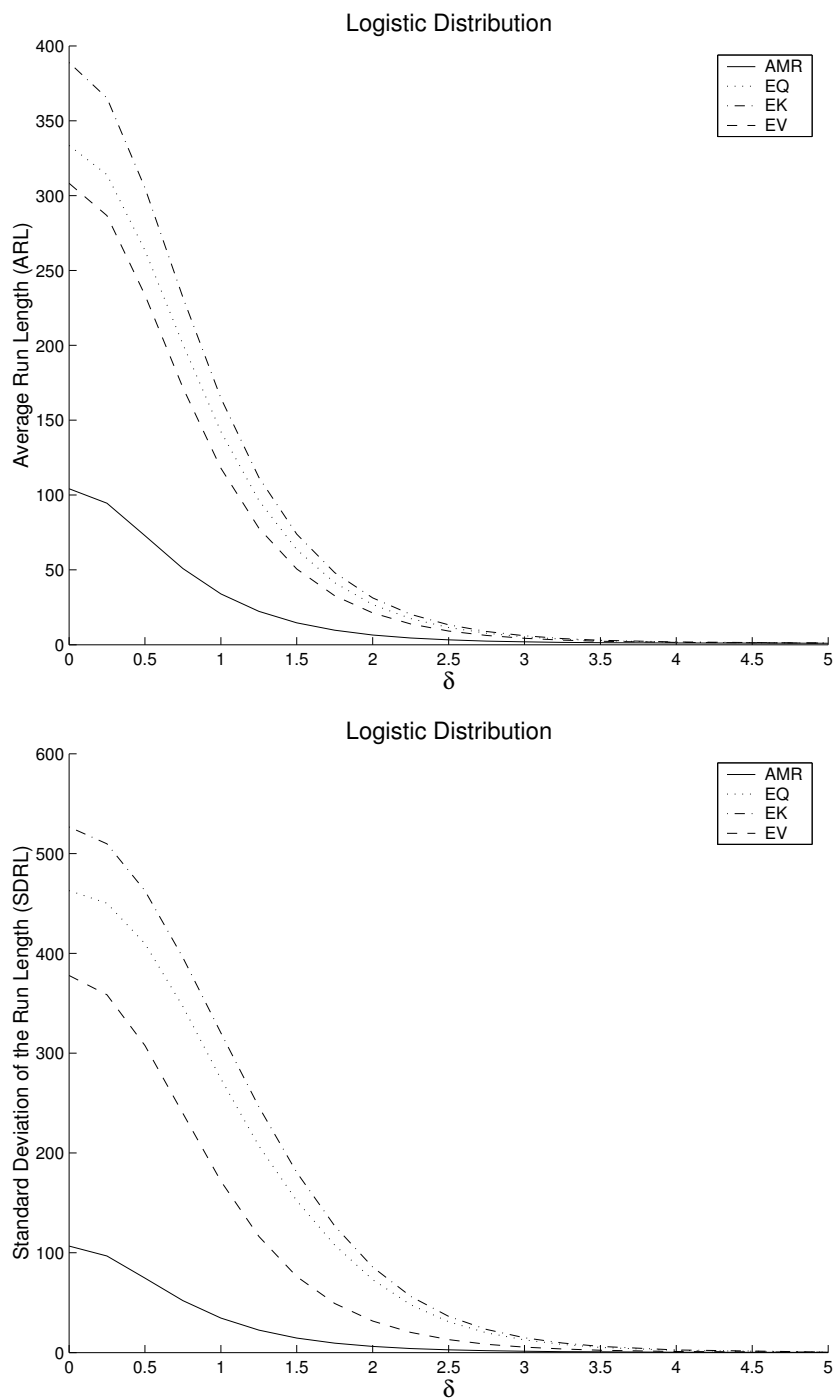 Logistic Distribution
400
350
300
250
200
150
100
50
0
Average Run Length (ARL)
AMR
EQ
EK
EV
0 0.5 1 1.5 2 2.5 3 3.5 4 4.5 5
δ
Logistic Distribution
600
500
400
300
200
100
0
Standard Deviation of the Run Length (SDRL)
AMR
EQ
EK
EV
0 0.5 1 1.5 2 2.5 3 3.5 4 4.5 5
δ